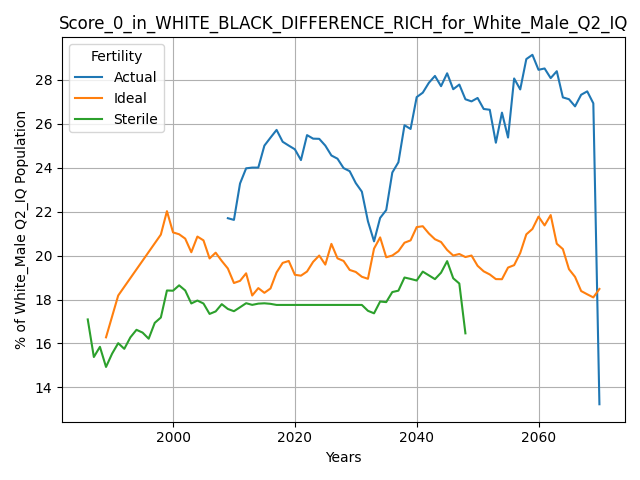 Score_0_in_WHITE_BLACK_DIFFERENCE_RICH_for_White_Male_Q2_IQ
Fertility
Actual
Ideal
Sterile
% of White_Male Q2_IQ Population
28
26
24
22
20
18
16
14
2000 2020 2040 2060
Years